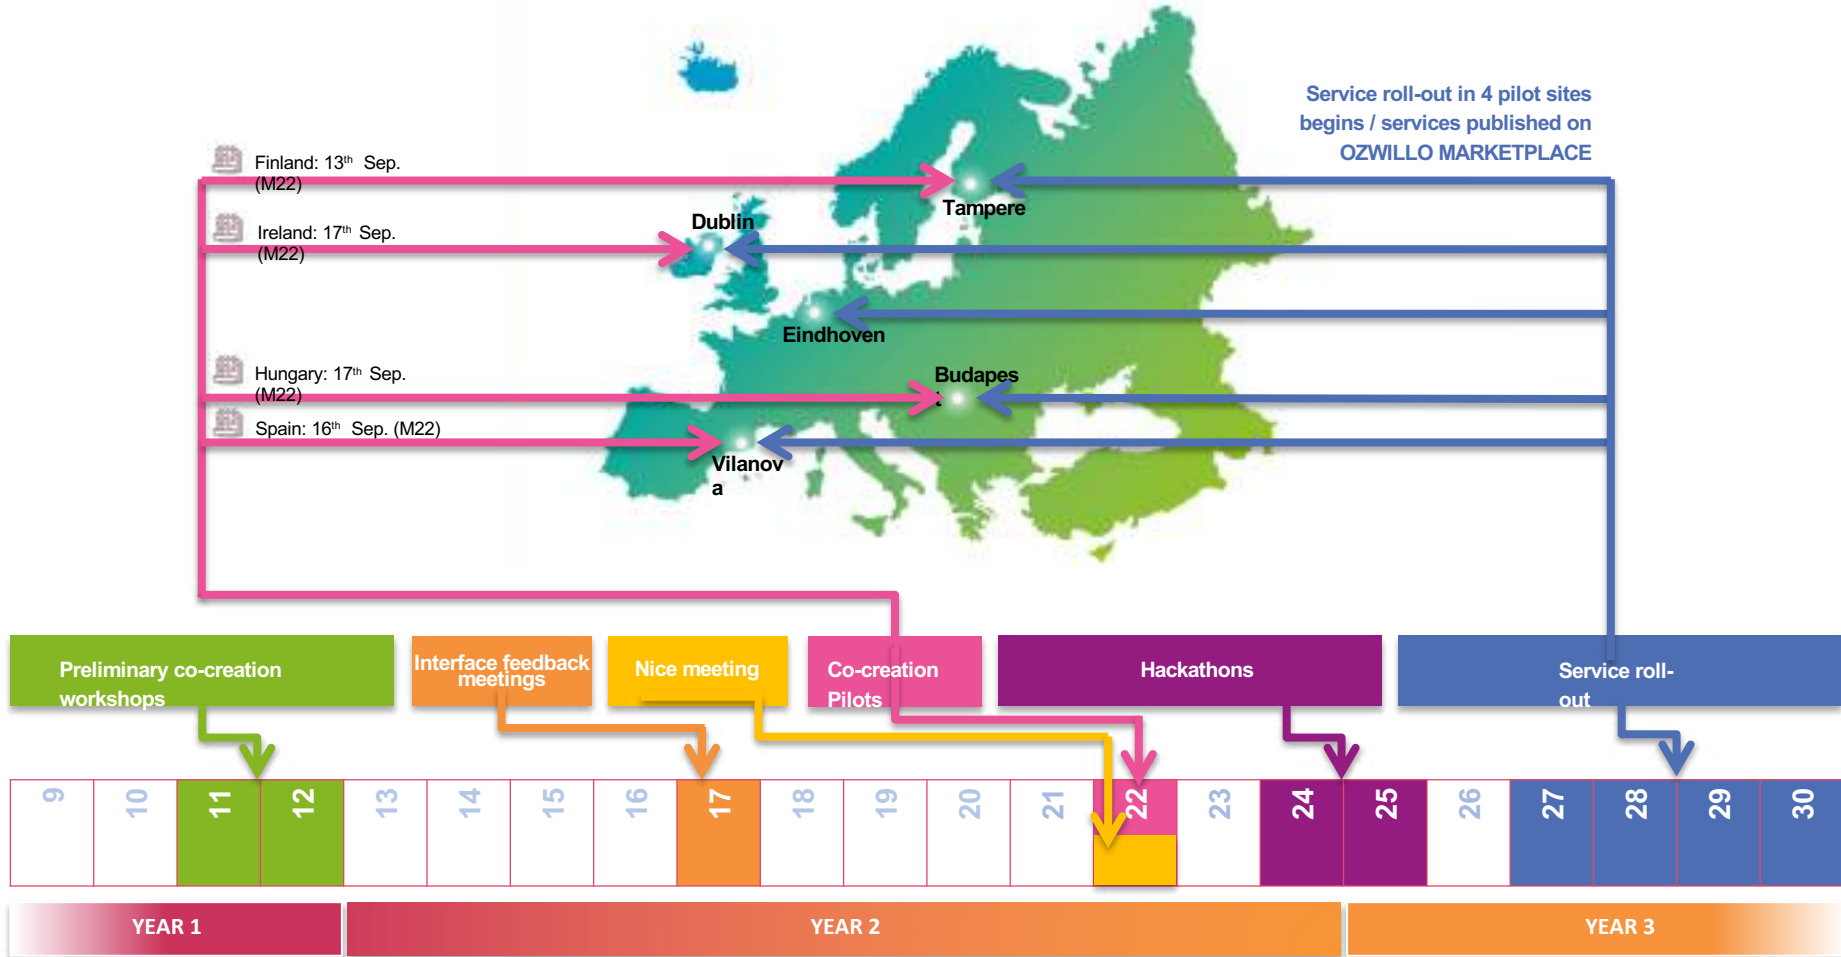 Service roll-out in 4 pilot sites
begins / services published on
OZWILLO MARKETPLACE
Finland: 13th Sep.
(M22)
Tampere
Dublin
Ireland: 17th Sep.
(M22)
Eindhoven
Hungary: 17th Sep.
(M22)
Budapes
t
Spain: 16th Sep. (M22)
Vilanov
a
Preliminary co-creation
workshops
Interface feedback
meetings
Nice meeting
Co-creation
Pilots
Hackathons
Service roll-
out
9 10 11 12 13 14 15 16 17 18 19 20 21 22 23 24 25 26 27 28 29 30
YEAR 1 YEAR 2 YEAR 3